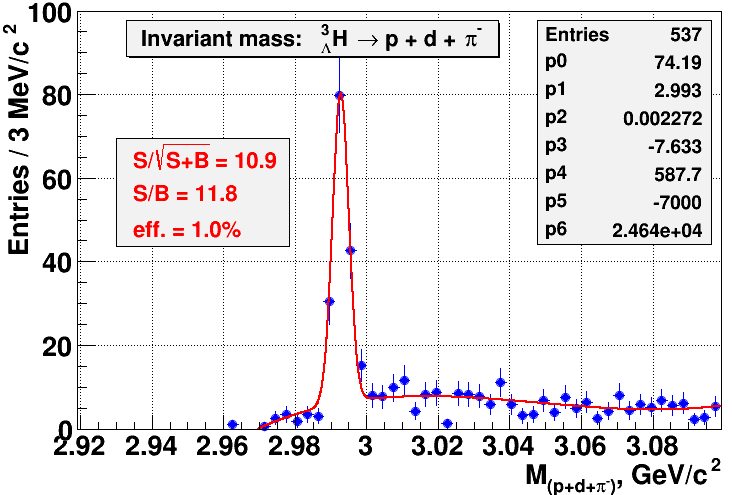 Invariant mass: ³ΛH → p + d + π⁻
Entries 537
p0 74.19
p1 2.993
p2 0.002272
p3 -7.633
p4 587.7
p5 -7000
p6 2.464e+04
S/√S+B = 10.9
S/B = 11.8
eff. = 1.0%
Entries / 3 MeV/c²
100
80
60
40
20
0
2.92 2.94 2.96 2.98 3 3.02 3.04 3.06 3.08
M(p+d+π⁻), GeV/c²